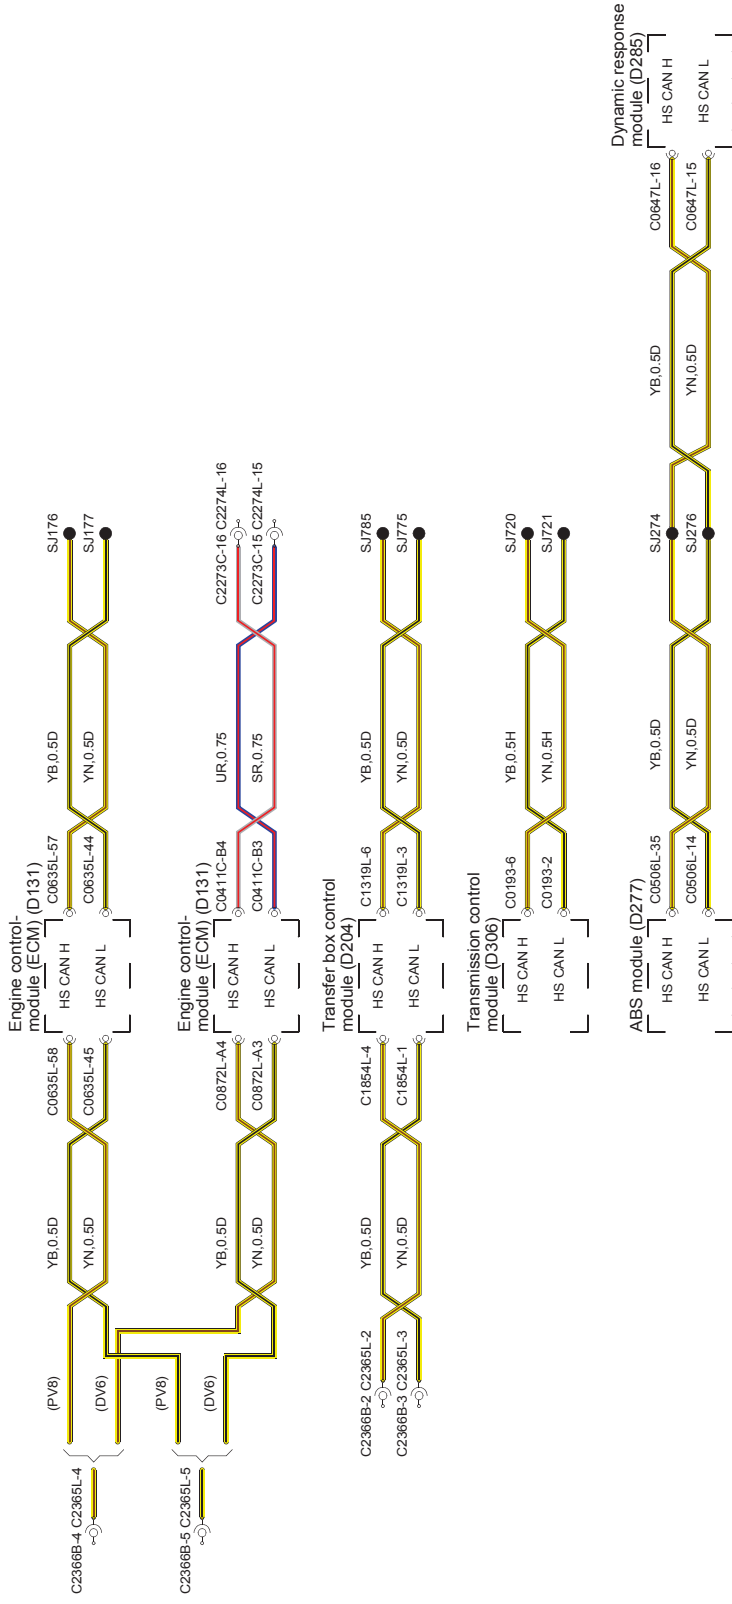 Engine control-
module (ECM) (D131)
HS CAN H
HS CAN L
C0635L-58
C0635L-45
C0635L-57
C0635L-44
YB,0.5D
YN,0.5D
YB,0.5D
YN,0.5D
SJ176
SJ177
(PV8)
(DV6)
(PV8)
(DV6)
C2366B-4 C2365L-4
C2366B-5 C2365L-5
Engine control-
module (ECM) (D131)
HS CAN H
HS CAN L
C0872L-A4
C0872L-A3
C0411C-B4
C0411C-B3
YB,0.5D
YN,0.5D
UR,0.75
SR,0.75
C2273C-16 C2274L-16
C2273C-15 C2274L-15
Transfer box control
module (D204)
HS CAN H
HS CAN L
C1854L-4
C1854L-1
C1319L-6
C1319L-3
YB,0.5D
YN,0.5D
YB,0.5D
YN,0.5D
SJ785
SJ775
C2366B-2 C2365L-2
C2366B-3 C2365L-3
Transmission control
module (D306)
HS CAN H
HS CAN L
C0193-6
C0193-2
YB,0.5H
YN,0.5H
SJ720
SJ721
ABS module (D277)
HS CAN H
HS CAN L
C0506L-35
C0506L-14
YB,0.5D
YN,0.5D
SJ274
SJ276
YB,0.5D
YN,0.5D
C0647L-16
C0647L-15
Dynamic response
module (D285)
HS CAN H
HS CAN L